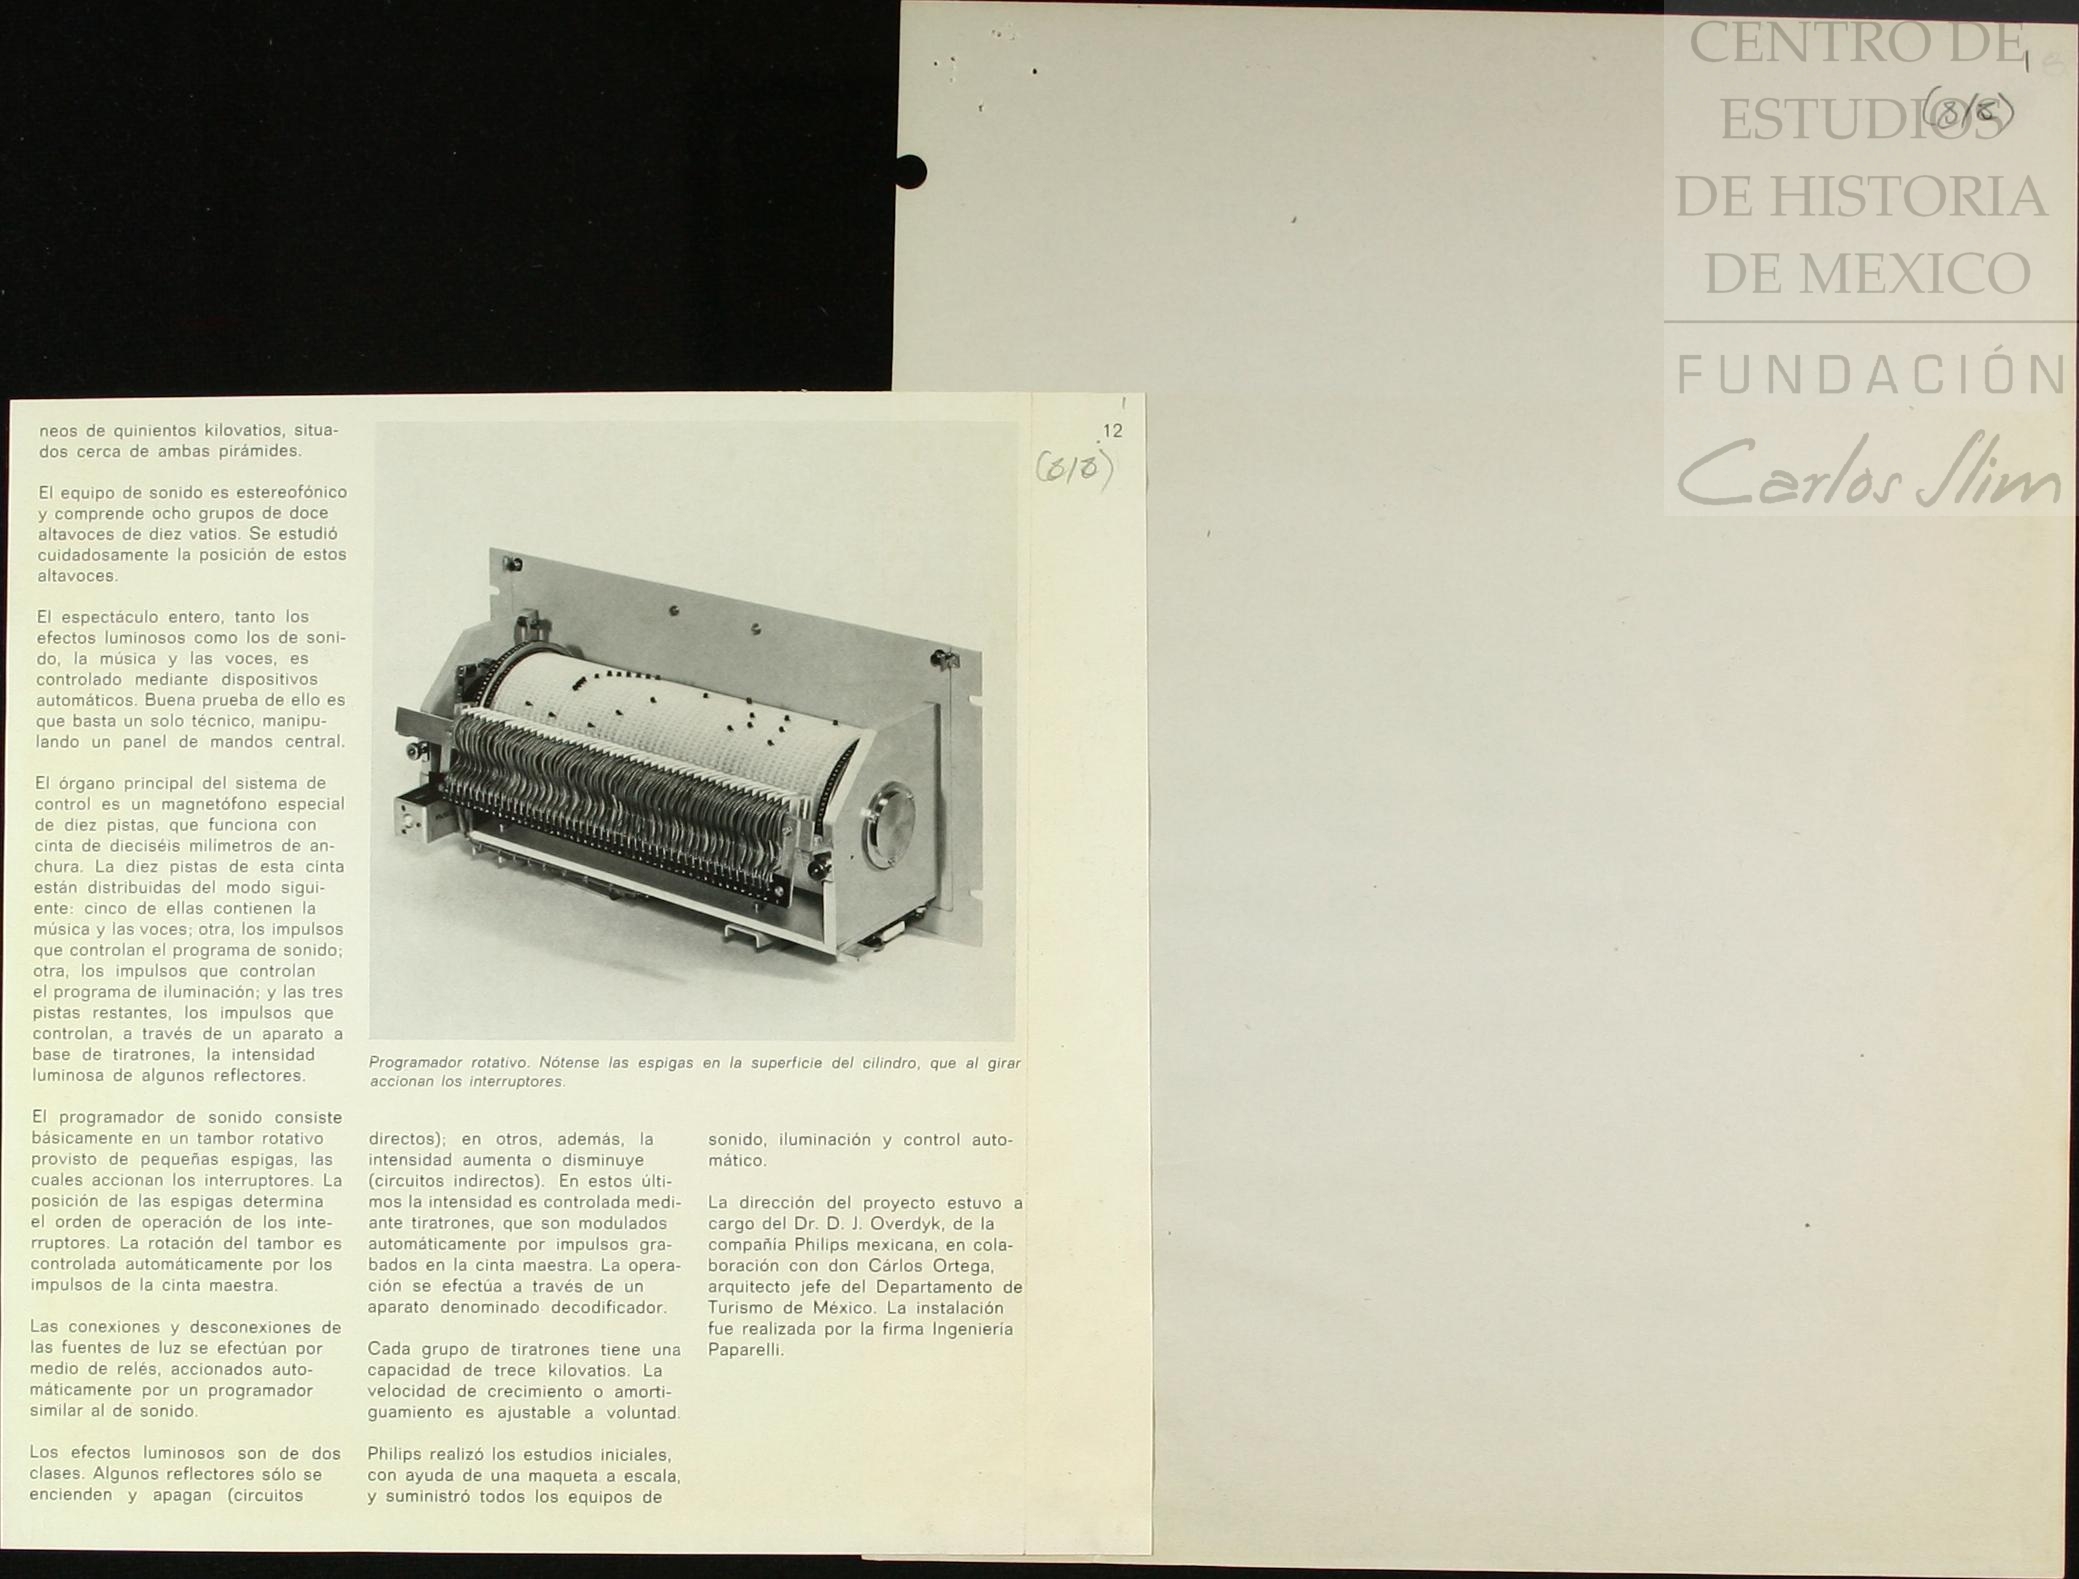 CENTRO DE
ESTUDIOS
DE HISTORIA
DE MEXICO
FUNDACIÓN
Carlos Slim
1
(8/8)
1
12
(8/8)
neos de quinientos kilovatios, situa-
dos cerca de ambas pirámides.
El equipo de sonido es estereofónico
y comprende ocho grupos de doce
altavoces de diez vatios. Se estudió
cuidadosamente la posición de estos
altavoces.
El espectáculo entero, tanto los
efectos luminosos como los de soni-
do, la música y las voces, es
controlado mediante dispositivos
automáticos. Buena prueba de ello es
que basta un solo técnico, manipu-
lando un panel de mandos central.
El órgano principal del sistema de
control es un magnetófono especial
de diez pistas, que funciona con
cinta de dieciséis milímetros de an-
chura. La diez pistas de esta cinta
están distribuidas del modo sigui-
ente: cinco de ellas contienen la
música y las voces; otra, los impulsos
que controlan el programa de sonido;
otra, los impulsos que controlan
el programa de iluminación; y las tres
pistas restantes, los impulsos que
controlan, a través de un aparato a
base de tiratrones, la intensidad
luminosa de algunos reflectores.
El programador de sonido consiste
básicamente en un tambor rotativo
provisto de pequeñas espigas, las
cuales accionan los interruptores. La
posición de las espigas determina
el orden de operación de los inte-
rruptores. La rotación del tambor es
controlada automáticamente por los
impulsos de la cinta maestra.
Las conexiones y desconexiones de
las fuentes de luz se efectúan por
medio de relés, accionados auto-
máticamente por un programador
similar al de sonido.
Los efectos luminosos son de dos
clases. Algunos reflectores sólo se
encienden y apagan (circuitos
Programador rotativo. Nótense las espigas en la superficie del cilindro, que al girar
accionan los interruptores.
directos); en otros, además, la
intensidad aumenta o disminuye
(circuitos indirectos). En estos últi-
mos la intensidad es controlada medi-
ante tiratrones, que son modulados
automáticamente por impulsos gra-
bados en la cinta maestra. La opera-
ción se efectúa a través de un
aparato denominado decodificador.
Cada grupo de tiratrones tiene una
capacidad de trece kilovatios. La
velocidad de crecimiento o amorti-
guamiento es ajustable a voluntad.
Philips realizó los estudios iniciales,
con ayuda de una maqueta a escala,
y suministró todos los equipos de
sonido, iluminación y control auto-
mático.
La dirección del proyecto estuvo a
cargo del Dr. D. J. Overdyk, de la
compañía Philips mexicana, en cola-
boración con don Cárlos Ortega,
arquitecto jefe del Departamento de
Turismo de México. La instalación
fue realizada por la firma Ingeniería
Paparelli.